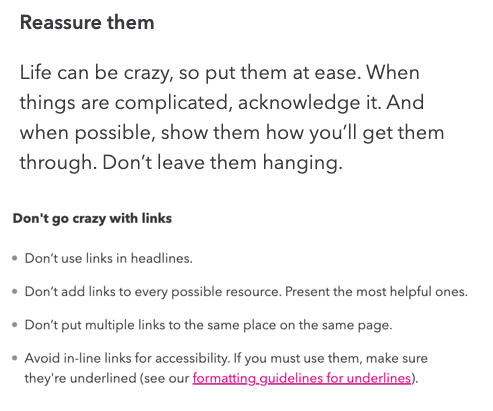 Reassure them
Life can be crazy, so put them at ease. When
things are complicated, acknowledge it. And
when possible, show them how you’ll get them
through. Don’t leave them hanging.
Don't go crazy with links
• Don’t use links in headlines.
• Don’t add links to every possible resource. Present the most helpful ones.
• Don’t put multiple links to the same place on the same page.
• Avoid in-line links for accessibility. If you must use them, make sure
they're underlined (see our formatting guidelines for underlines).